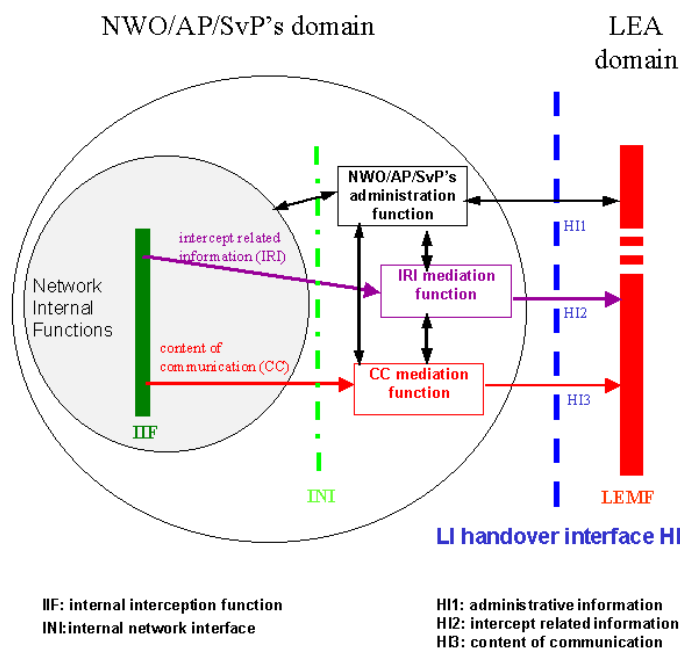 NWO/AP/SvP's domain
LEA
domain
NWO/AP/SvP's
administration
function
HI1
intercept related
information (IRI)
IRI mediation
function
Network
Internal
Functions
HI2
content of
communication (CC)
CC mediation
function
HI3
IIF
INI
LEMF
LI handover interface HI
IIF: internal interception function
INI:internal network interface
HI1: administrative information
HI2: intercept related information
HI3: content of communication